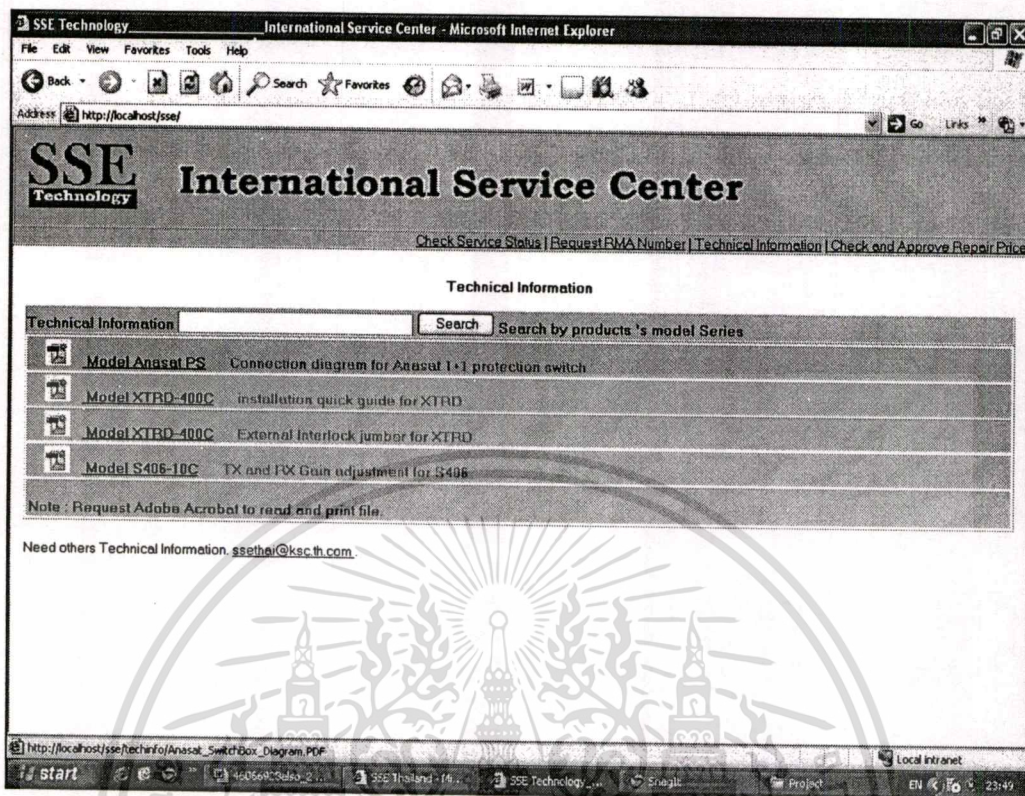 SSE Technology_____________________International Service Center - Microsoft Internet Explorer
File Edit View Favorites Tools Help
Back Search Favorites
Address http://localhost/sse/ Go Links »
SSE
Technology
International Service Center
Check Service Status | Request RMA Number | Technical Information | Check and Approve Repair Price
Technical Information
Technical Information Search Search by products 's model Series
Model Anasat PS Connection diagram for Anasat 1+1 protection switch
Model XTRD-400C installation quick guide for XTRD
Model XTRD-400C External Interlock jumber for XTRD
Model S406-10C TX and RX Gain adjustment for S406
Note : Request Adobe Acrobat to read and print file.
Need others Technical Information. ssethai@ksc.th.com .
http://localhost/sse/techinfo/Anasat_SwitchBox_Diagram.PDF Local intranet
start SSE Thailand - Mi... SSE Technology_... SnagIt Project EN 23:49